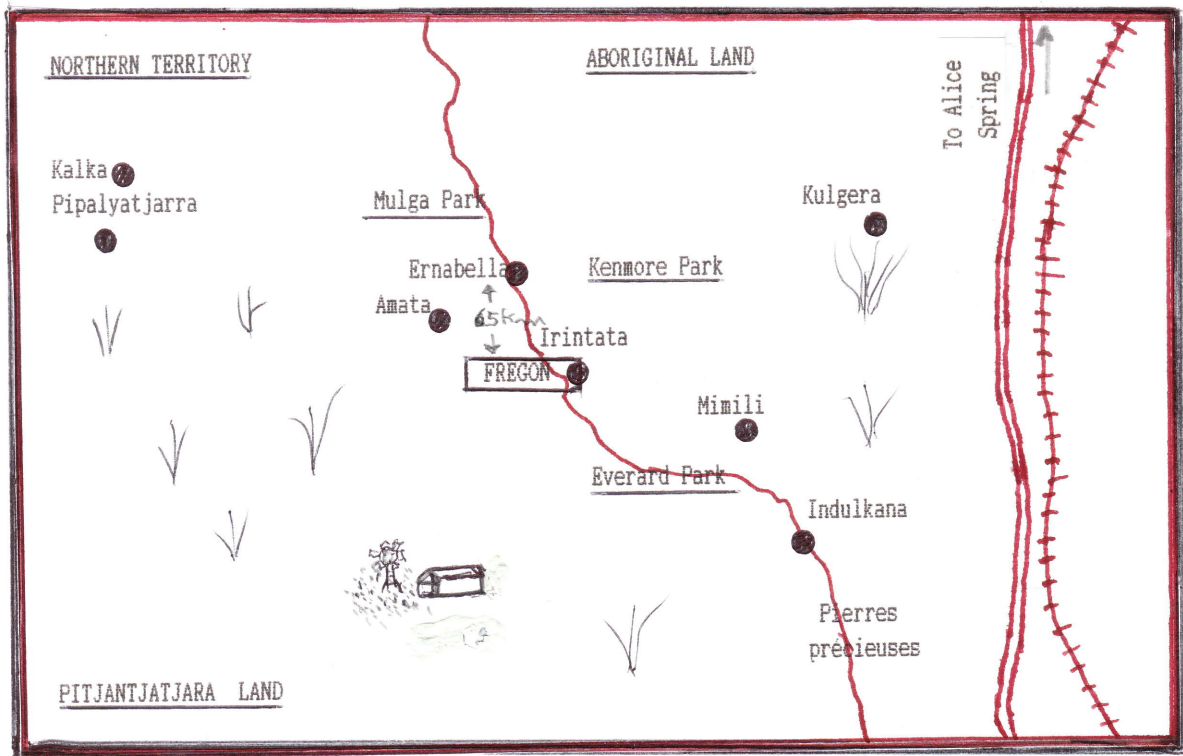 NORTHERN TERRITORY
ABORIGINAL LAND
To Alice
Spring
Kalka
Pipalyatjarra
Mulga Park
Kulgera
Ernabella
Kenmore Park
Amata
65Km
Irintata
FREGON
Mimili
Everard Park
Indulkana
Pierres
précieuses
PITJANTJATJARA LAND